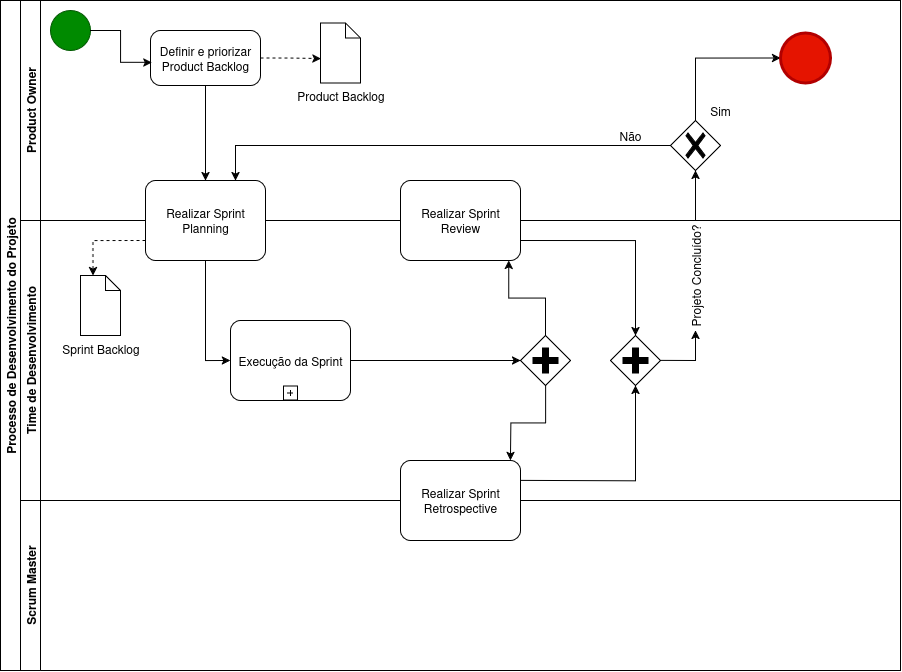 Processo de Desenvolvimento do Projeto
Product Owner
Definir e priorizar
Product Backlog
Product Backlog
Sim
Não
Realizar Sprint
Planning
Realizar Sprint
Review
Time de Desenvolvimento
Projeto Concluído?
Sprint Backlog
Execução da Sprint
Realizar Sprint
Retrospective
Scrum Master